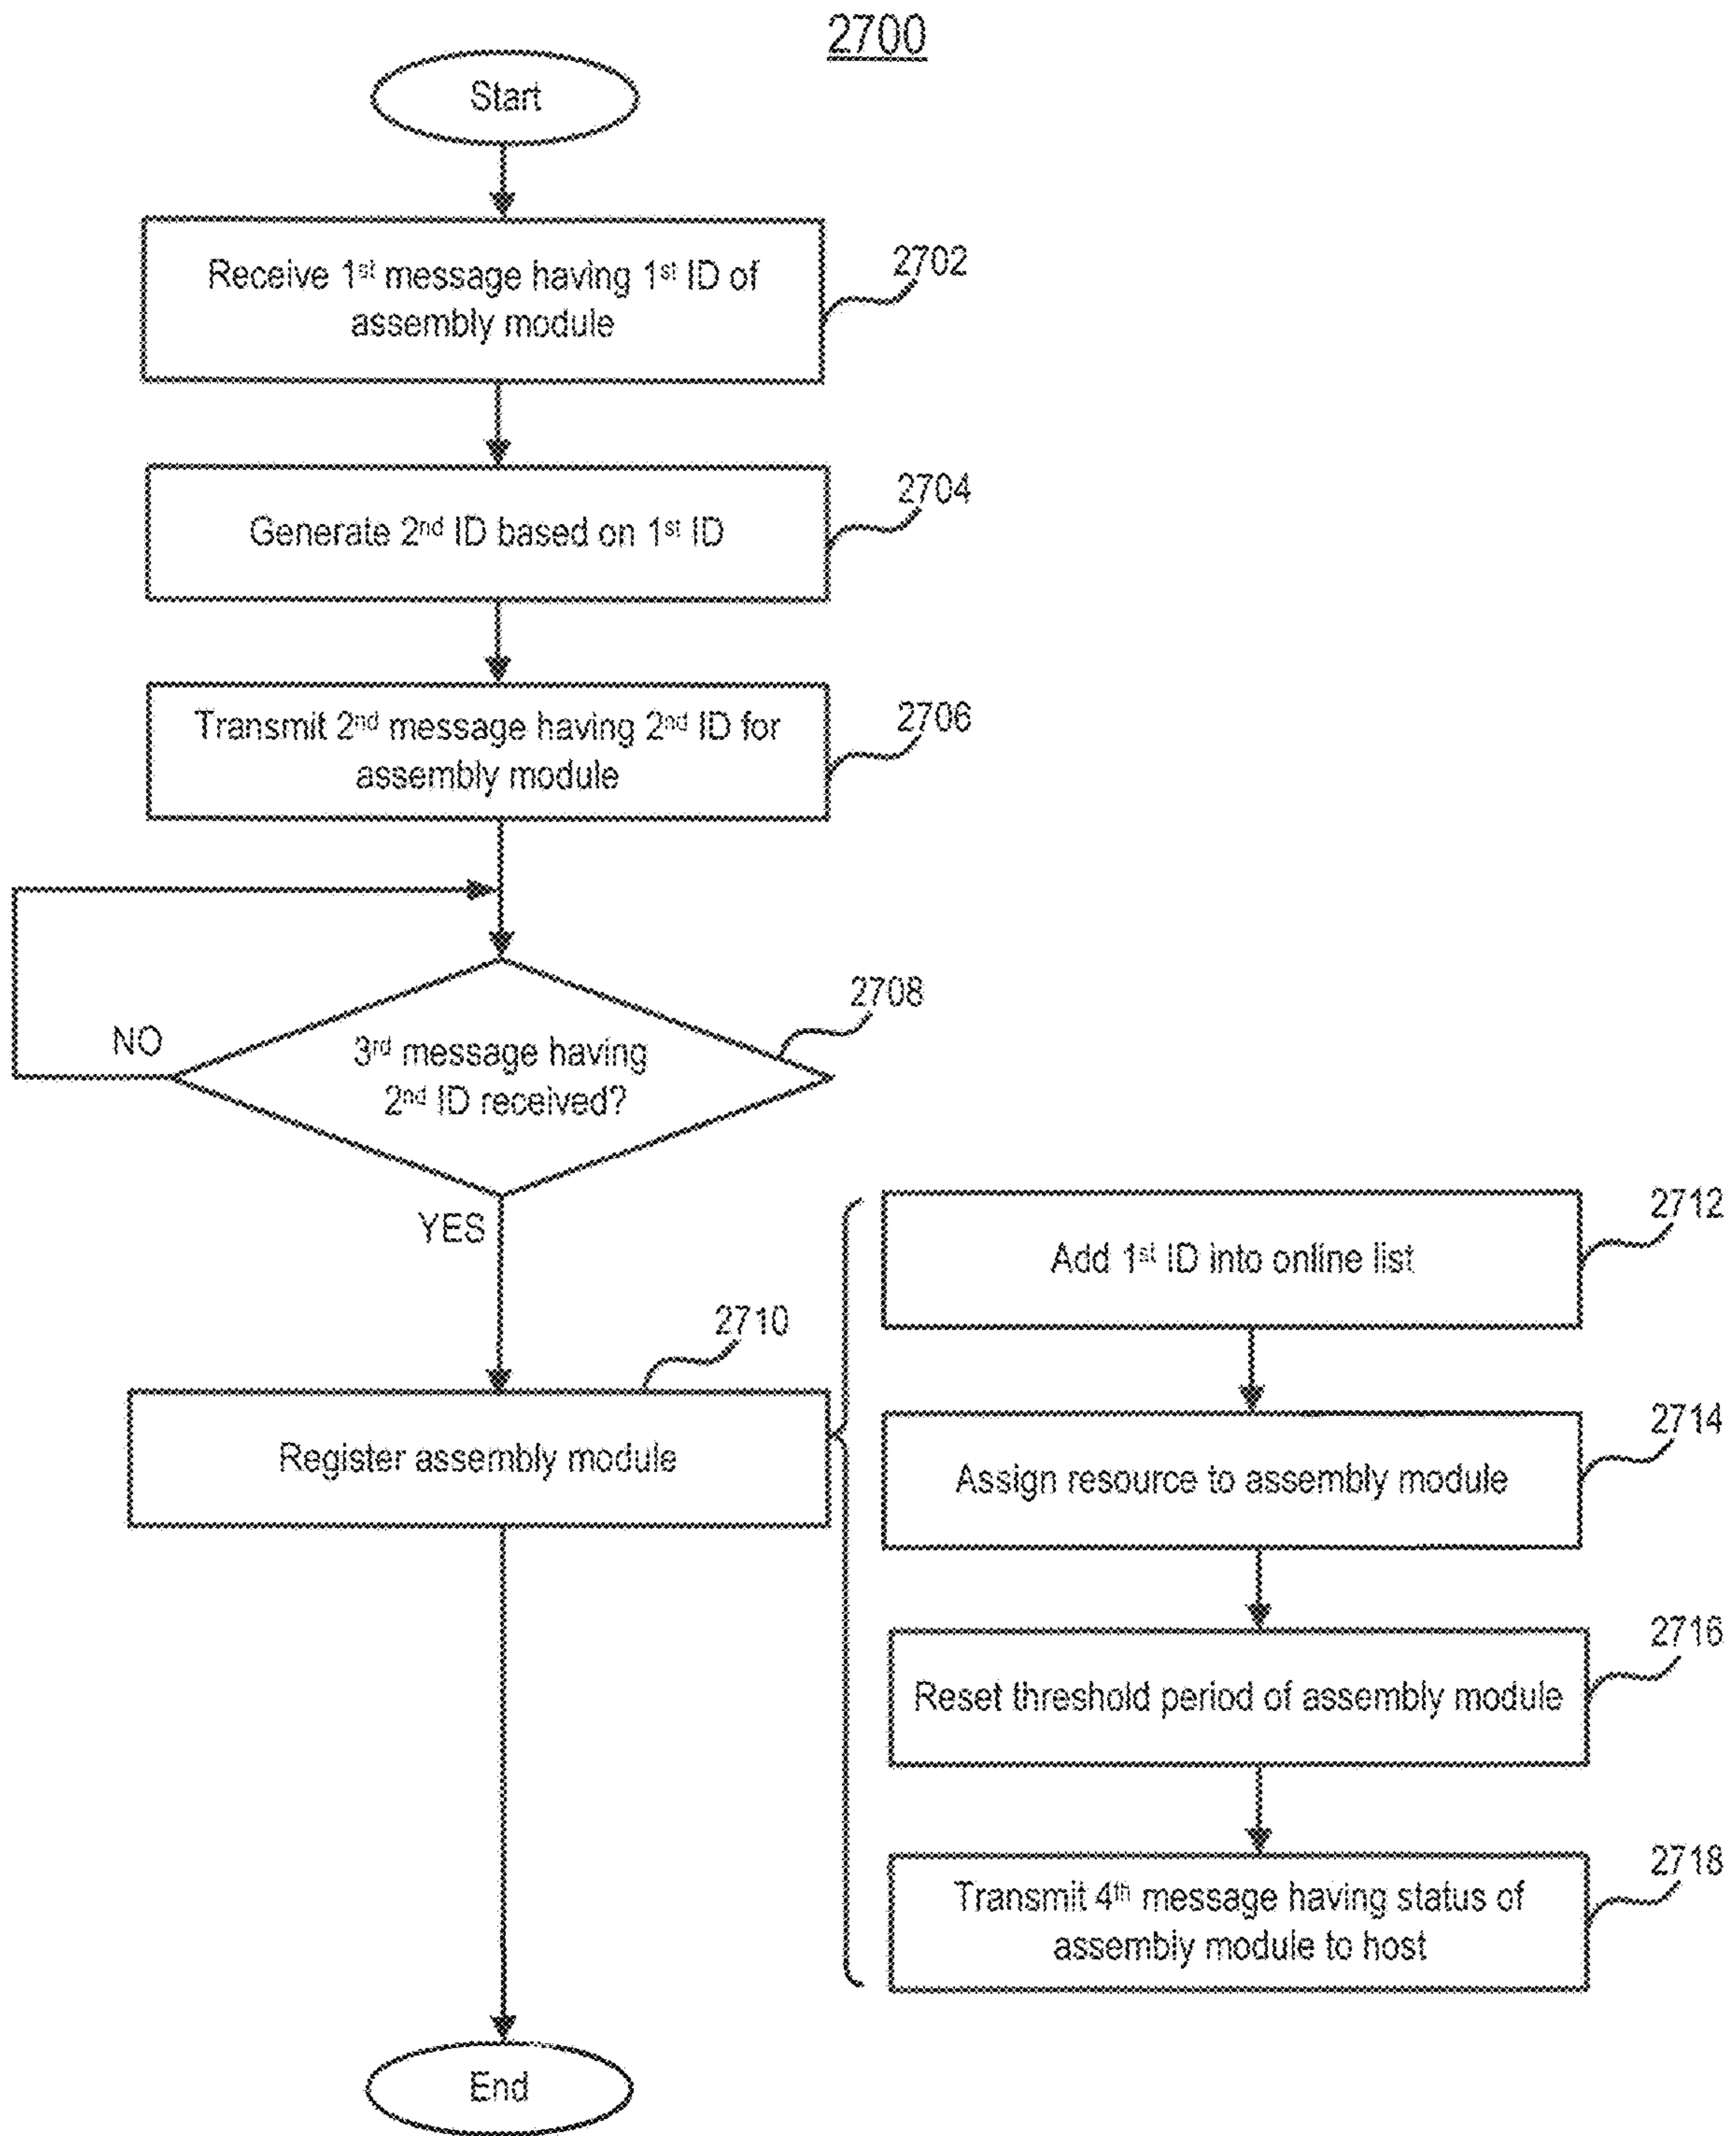 2700
Start
Receive 1st message having 1st ID of
assembly module
2702
Generate 2nd ID based on 1st ID
2704
Transmit 2nd message having 2nd ID for
assembly module
2706
3rd message having
2nd ID received?
2708
NO
YES
Register assembly module
2710
Add 1st ID into online list
2712
Assign resource to assembly module
2714
Reset threshold period of assembly module
2716
Transmit 4th message having status of
assembly module to host
2718
End